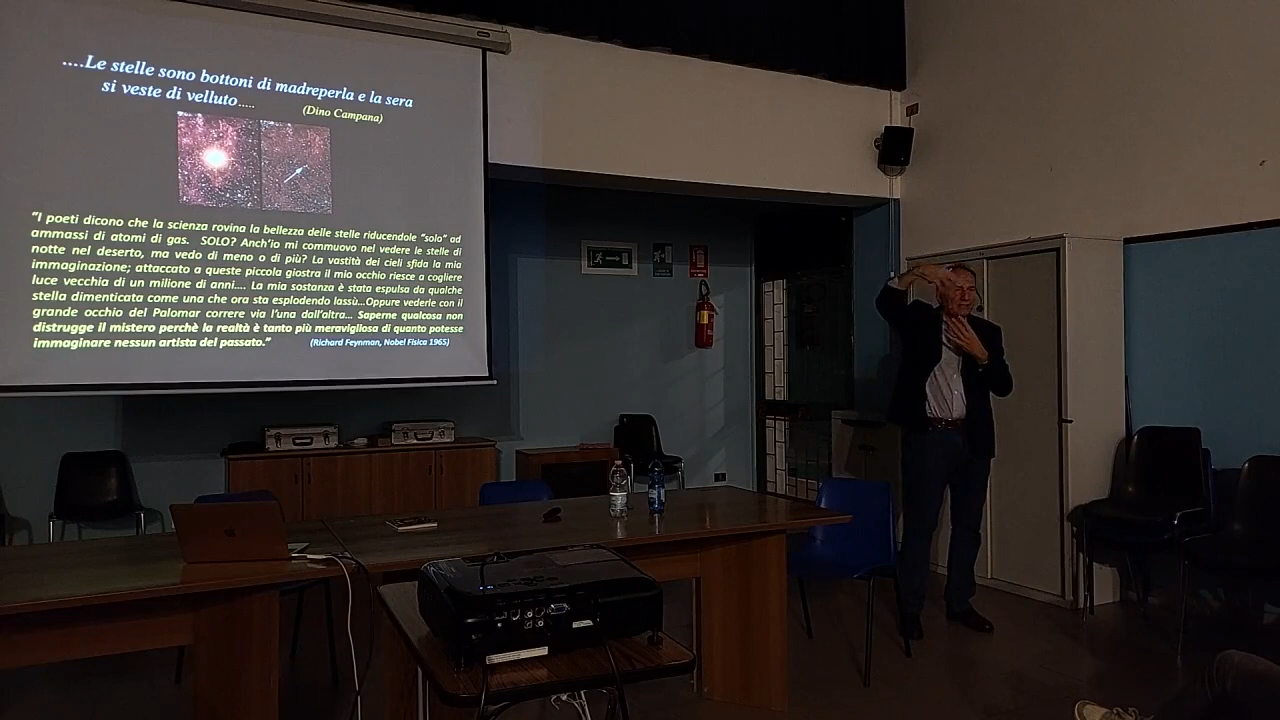 ....Le stelle sono bottoni di madreperla e la sera
si veste di velluto.....
(Dino Campana)
“I poeti dicono che la scienza rovina la bellezza delle stelle riducendole “solo” ad
ammassi di atomi di gas. SOLO? Anch’io mi commuovo nel vedere le stelle di
notte nel deserto, ma vedo di meno o di più? La vastità dei cieli sfida la mia
immaginazione; attaccato a queste piccola giostra il mio occhio riesce a cogliere
luce vecchia di un milione di anni.... La mia sostanza è stata espulsa da qualche
stella dimenticata come una che ora sta esplodendo lassù...Oppure vederle con il
grande occhio del Palomar correre via l’una dall’altra... Saperne qualcosa non
distrugge il mistero perchè la realtà è tanto più meravigliosa di quanto potesse
immaginare nessun artista del passato.”
(Richard Feynman, Nobel Fisica 1965)